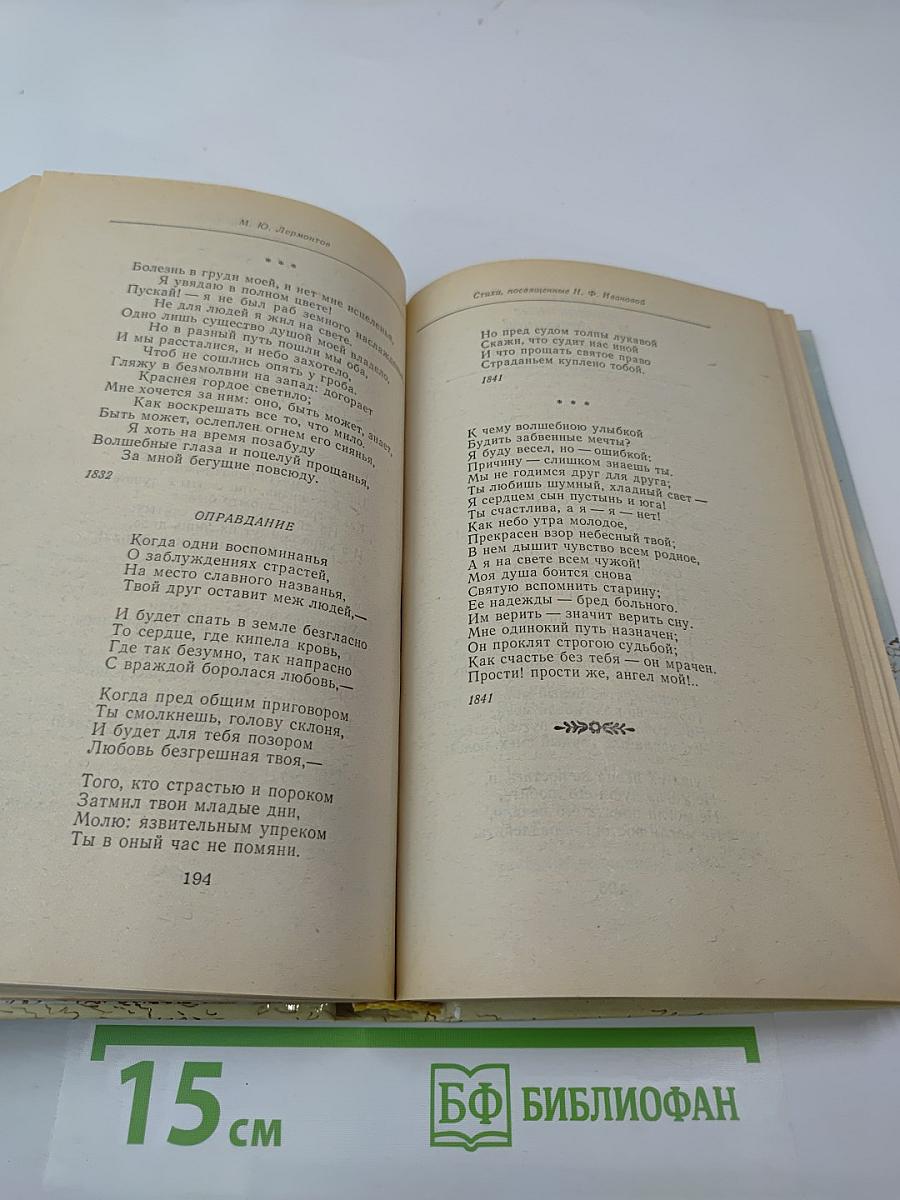 М. Ю. Лермонтов
* * *
Болезнь в груди моей, и нет мне исцеленья,
Я увядаю в полном цвете!
Пускай! — я не был раб земного наслажденья,
Не для людей я жил на свете.
Одно лишь существо душой моей владело,
Но в разный путь пошли мы оба,
И мы рассталися, и небо захотело,
Чтоб не сошлись опять у гроба.
Гляжу в безмолвии на запад: догорает
Краснея гордое светило;
Мне хочется за ним: оно, быть может, знает,
Как воскрешать все то, что мило.
Быть может, ослеплен огнем его сиянья,
Я хоть на время позабуду
Волшебные глаза и поцелуй прощанья,
За мной бегущие повсюду.
1832
ОПРАВДАНИЕ
Когда одни воспоминанья
О заблуждениях страстей,
На место славного названья,
Твой друг оставит меж людей,—
И будет спать в земле безгласно
То сердце, где кипела кровь,
Где так безумно, так напрасно
С враждой боролася любовь,—
Когда пред общим приговором
Ты смолкнешь, голову склоня,
И будет для тебя позором
Любовь безгрешная твоя,—
Того, кто страстью и пороком
Затмил твои младые дни,
Молю: язвительным упреком
Ты в оный час не помяни.
194
Стихи, посвященные Н. Ф. Ивановой
Но пред судом толпы лукавой
Скажи, что судит нас иной
И что прощать святое право
Страданьем куплено тобой.
1841
* * *
К чему волшебною улыбкой
Будить забвенные мечты?
Я буду весел, но — ошибкой:
Причину — слишком знаешь ты.
Мы не годимся друг для друга;
Ты любишь шумный, хладный свет —
Я сердцем сын пустынь и юга!
Ты счастлива, а я — я — нет!
Как небо утра молодое,
Прекрасен взор небесный твой;
В нем дышит чувство всем родное,
А я на свете всем чужой!
Моя душа боится снова
Святую вспомнить старину;
Ее надежды — бред больного.
Им верить — значит верить сну.
Мне одинокий путь назначен;
Он проклят строгою судьбой;
Как счастье без тебя — он мрачен.
Прости! прости же, ангел мой!..
1841
15 см
БФ БИБЛИОФАН